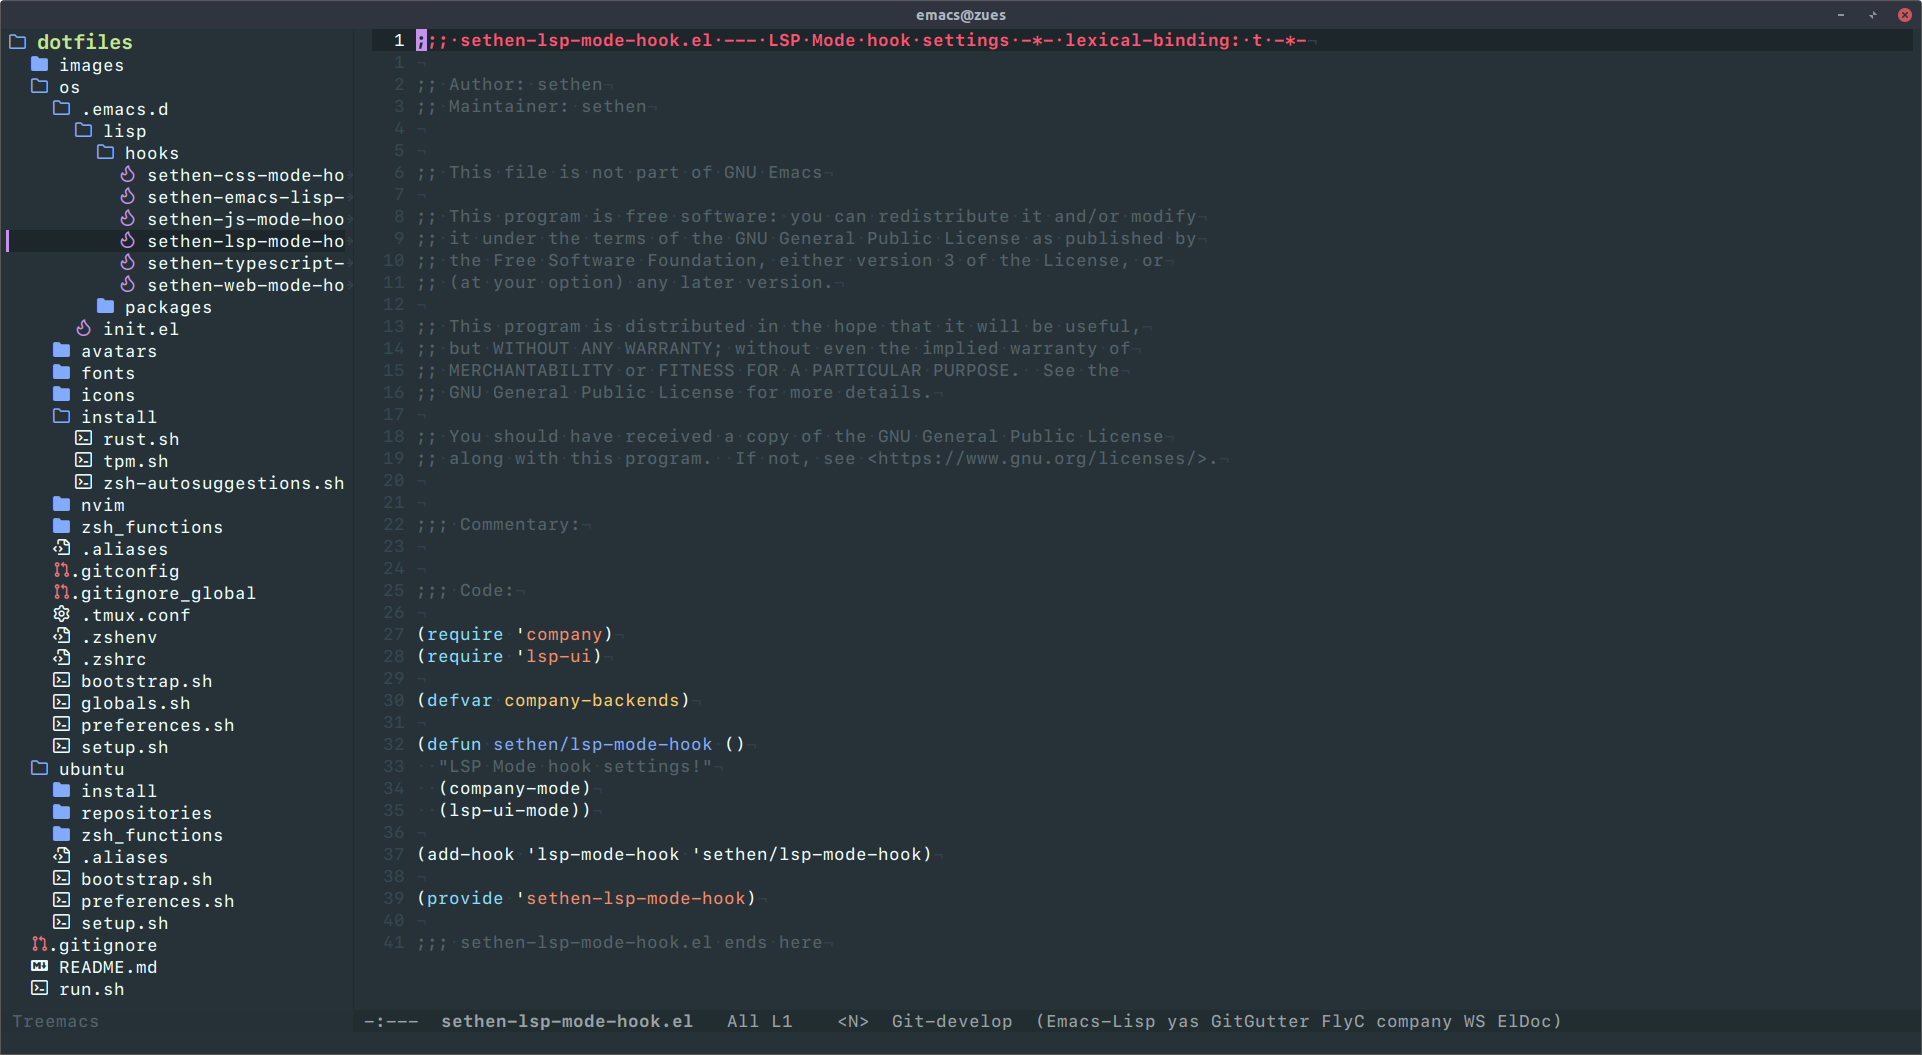 emacs@zues
dotfiles
images
os
.emacs.d
lisp
hooks
sethen-css-mode-ho
sethen-emacs-lisp-
sethen-js-mode-hoo
sethen-lsp-mode-ho
sethen-typescript-
sethen-web-mode-ho
packages
init.el
avatars
fonts
icons
install
rust.sh
tpm.sh
zsh-autosuggestions.sh
nvim
zsh_functions
.aliases
.gitconfig
.gitignore_global
.tmux.conf
.zshenv
.zshrc
bootstrap.sh
globals.sh
preferences.sh
setup.sh
ubuntu
install
repositories
zsh_functions
.aliases
bootstrap.sh
preferences.sh
setup.sh
.gitignore
README.md
run.sh
Treemacs
1 ;;;·sethen-lsp-mode-hook.el·---·LSP·Mode·hook·settings·-*-·lexical-binding:·t·-*-¬
1 ¬
2 ;;·Author:·sethen¬
3 ;;·Maintainer:·sethen¬
4 ¬
5 ¬
6 ;;·This·file·is·not·part·of·GNU·Emacs¬
7 ¬
8 ;;·This·program·is·free·software:·you·can·redistribute·it·and/or·modify¬
9 ;;·it·under·the·terms·of·the·GNU·General·Public·License·as·published·by¬
10 ;;·the·Free·Software·Foundation,·either·version·3·of·the·License,·or¬
11 ;;·(at·your·option)·any·later·version.¬
12 ¬
13 ;;·This·program·is·distributed·in·the·hope·that·it·will·be·useful,¬
14 ;;·but·WITHOUT·ANY·WARRANTY;·without·even·the·implied·warranty·of¬
15 ;;·MERCHANTABILITY·or·FITNESS·FOR·A·PARTICULAR·PURPOSE.··See·the¬
16 ;;·GNU·General·Public·License·for·more·details.¬
17 ¬
18 ;;·You·should·have·received·a·copy·of·the·GNU·General·Public·License¬
19 ;;·along·with·this·program.··If·not,·see·<https://www.gnu.org/licenses/>.¬
20 ¬
21 ¬
22 ;;;·Commentary:¬
23 ¬
24 ¬
25 ;;;·Code:¬
26 ¬
27 (require·'company)¬
28 (require·'lsp-ui)¬
29 ¬
30 (defvar·company-backends)¬
31 ¬
32 (defun·sethen/lsp-mode-hook·()¬
33 ··"LSP·Mode·hook·settings!"¬
34 ··(company-mode)¬
35 ··(lsp-ui-mode))¬
36 ¬
37 (add-hook·'lsp-mode-hook·'sethen/lsp-mode-hook)¬
38 ¬
39 (provide·'sethen-lsp-mode-hook)¬
40 ¬
41 ;;;·sethen-lsp-mode-hook.el·ends·here¬
-:--- sethen-lsp-mode-hook.el All L1 <N> Git-develop (Emacs-Lisp yas GitGutter FlyC company WS ElDoc)